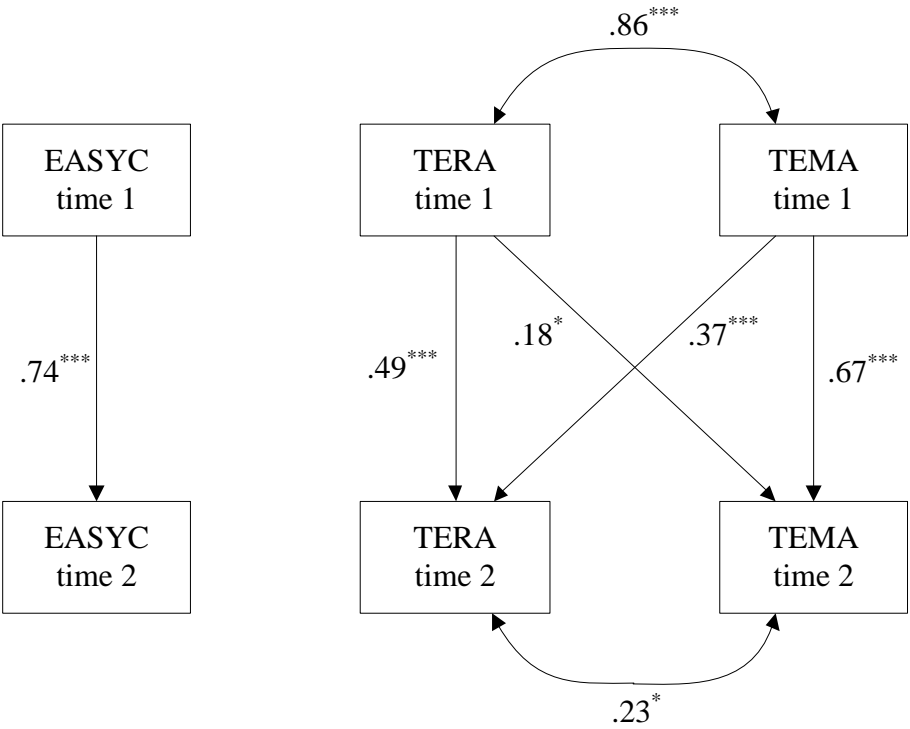 .86***
EASYC
time 1
TERA
time 1
TEMA
time 1
.18*
.37***
.74***
.49***
.67***
EASYC
time 2
TERA
time 2
TEMA
time 2
.23*